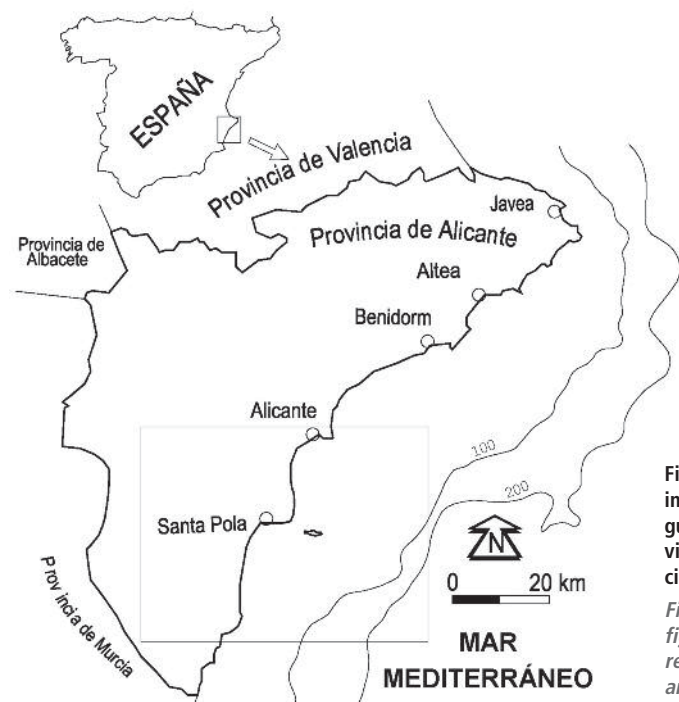 ESPAÑA
Provincia de Valencia
Javea
Provincia de Alicante
Provincia de
Albacete
Altea
Benidorm
Alicante
100
200
Santa Pola
N
0 20 km
Provincia de Murcia
MAR
MEDITERRÁNEO